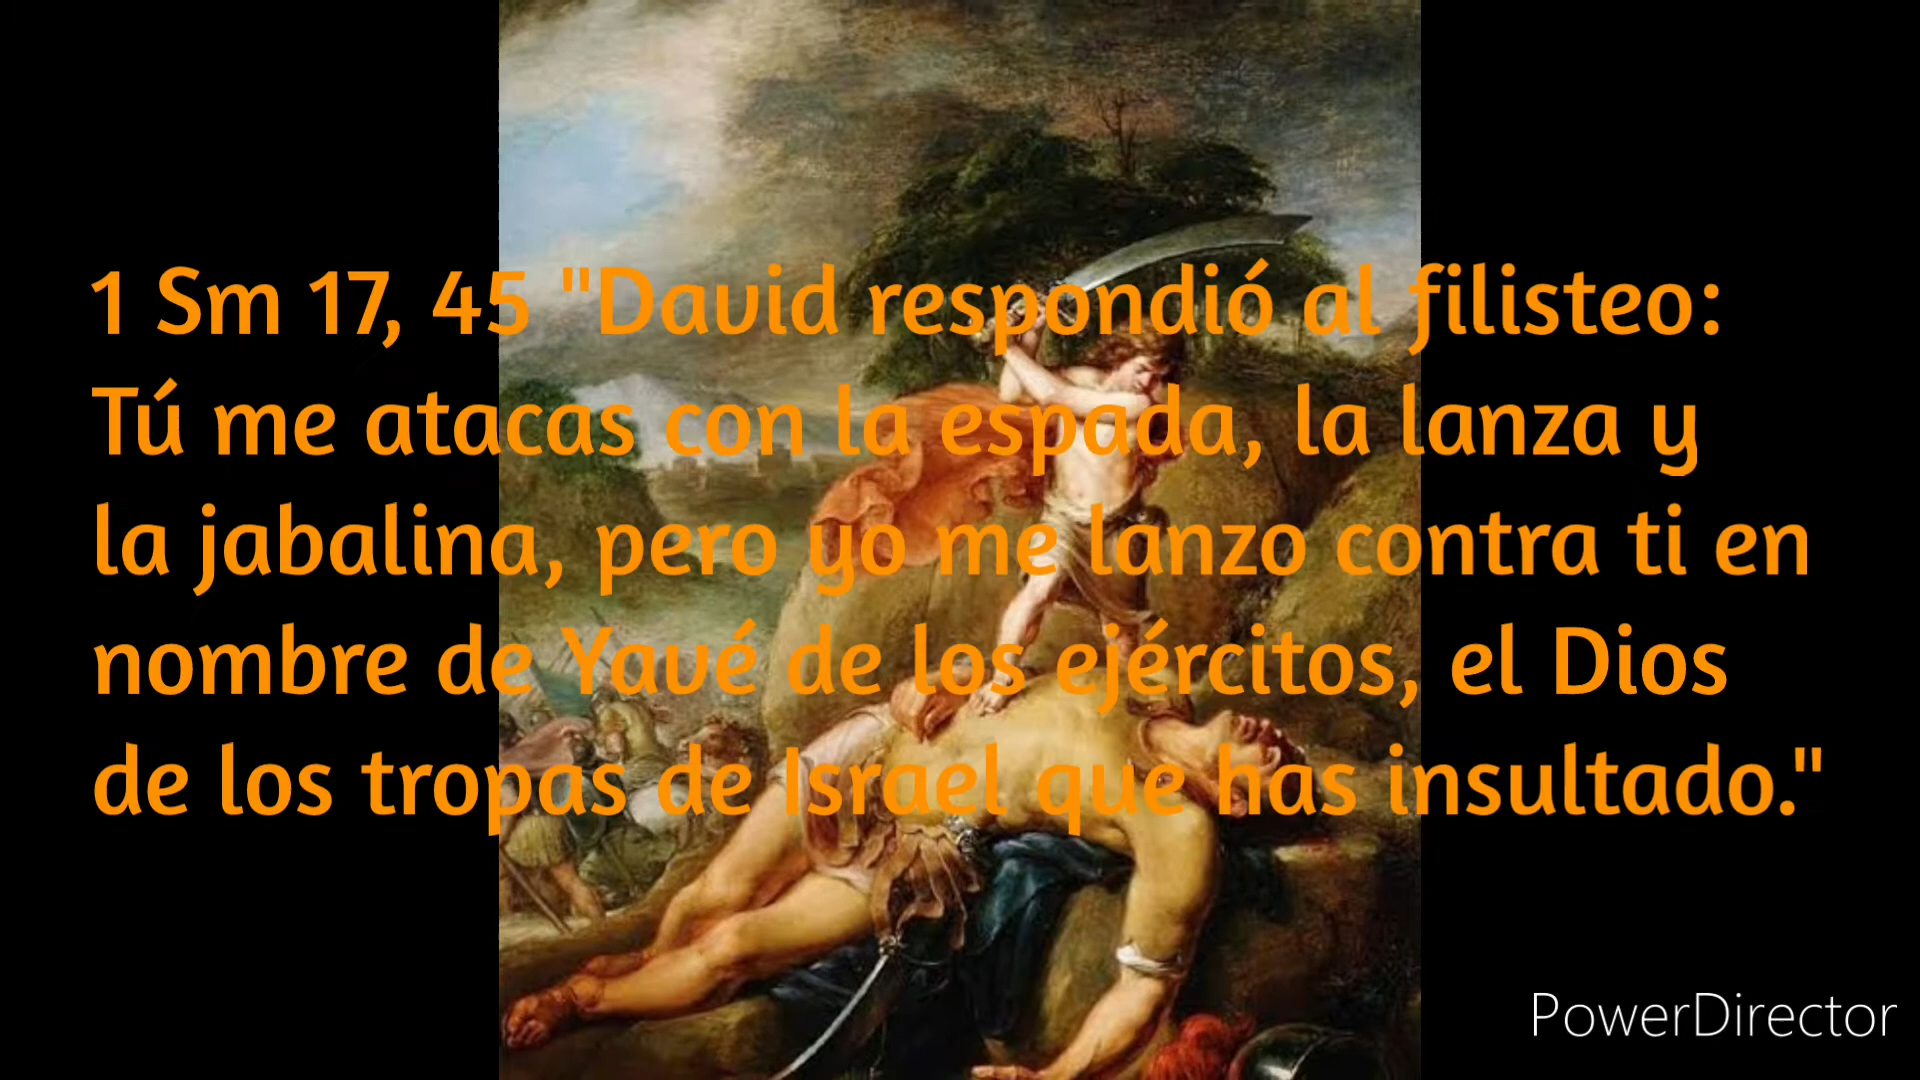 1 Sm 17, 45 "David respondió al filisteo:
Tú me atacas con la espada, la lanza y
la jabalina, pero yo me lanzo contra ti en
nombre de Yavé de los ejércitos, el Dios
de los tropas de Israel que has insultado."
PowerDirector